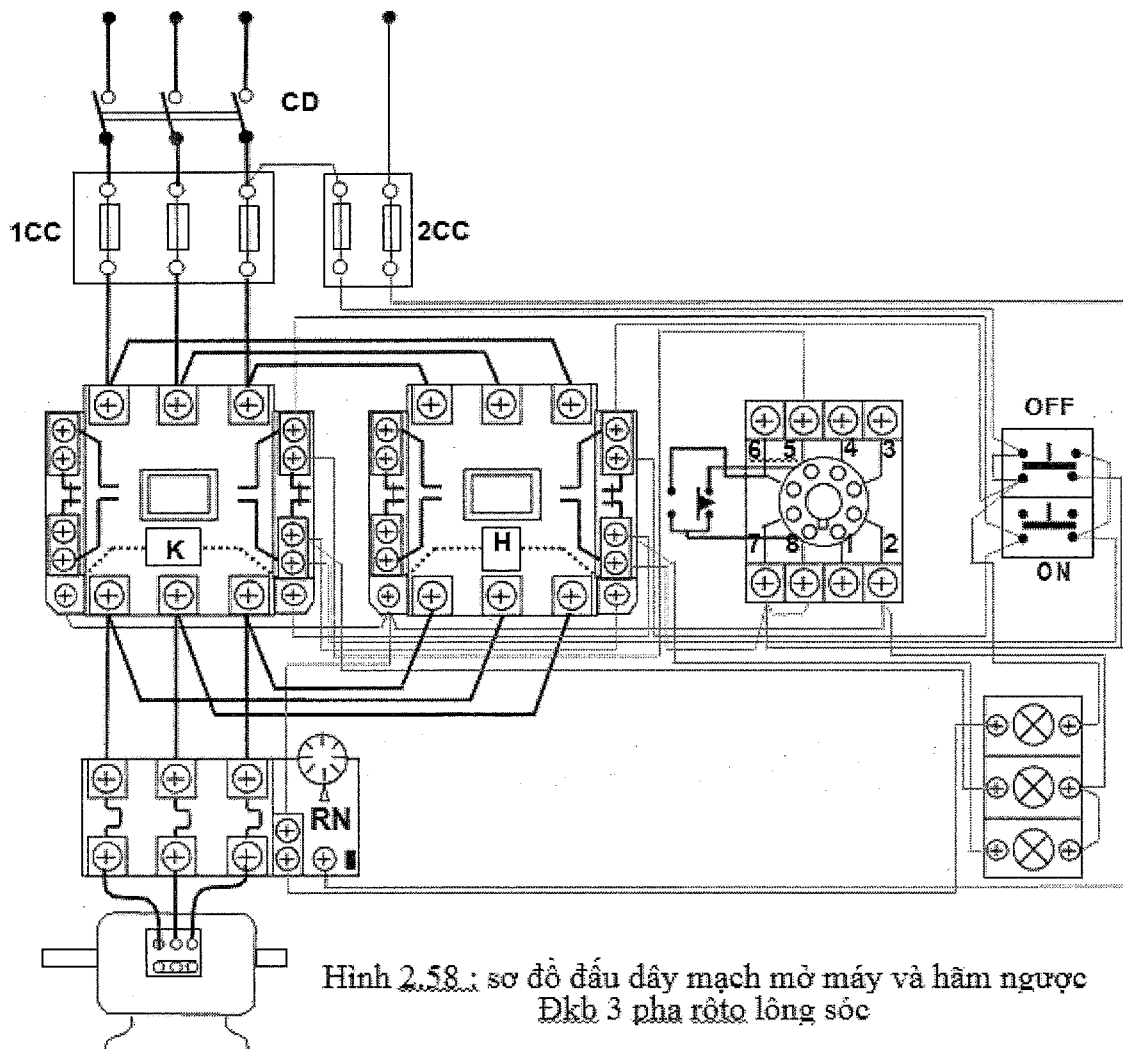 CD
1CC
2CC
OFF
6 5 4 3
K
H
7 8 1 2
ON
RN
Hình 2.58 : sơ đồ đấu dây mạch mở máy và hãm ngược
Đkb 3 pha rôto lông sóc